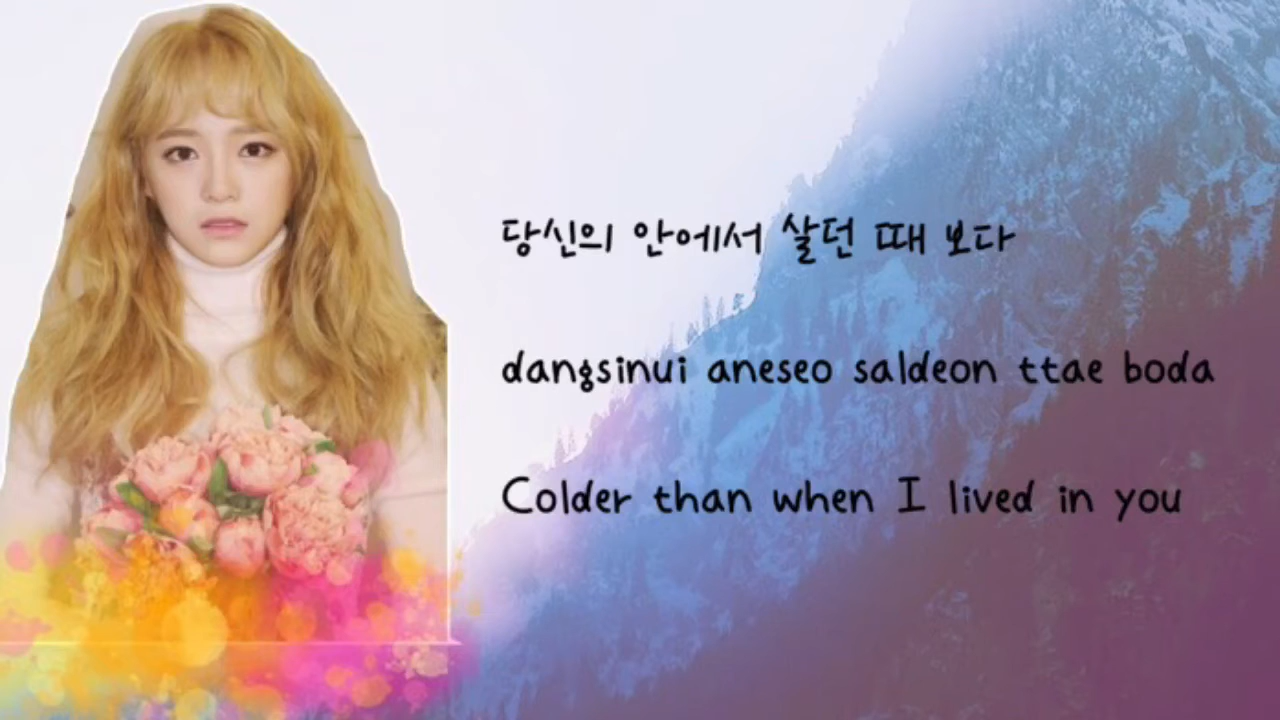 당신의 안에서 살던 때 보다
dangsinui aneseo saldeon ttae boda
Colder than when I lived in you